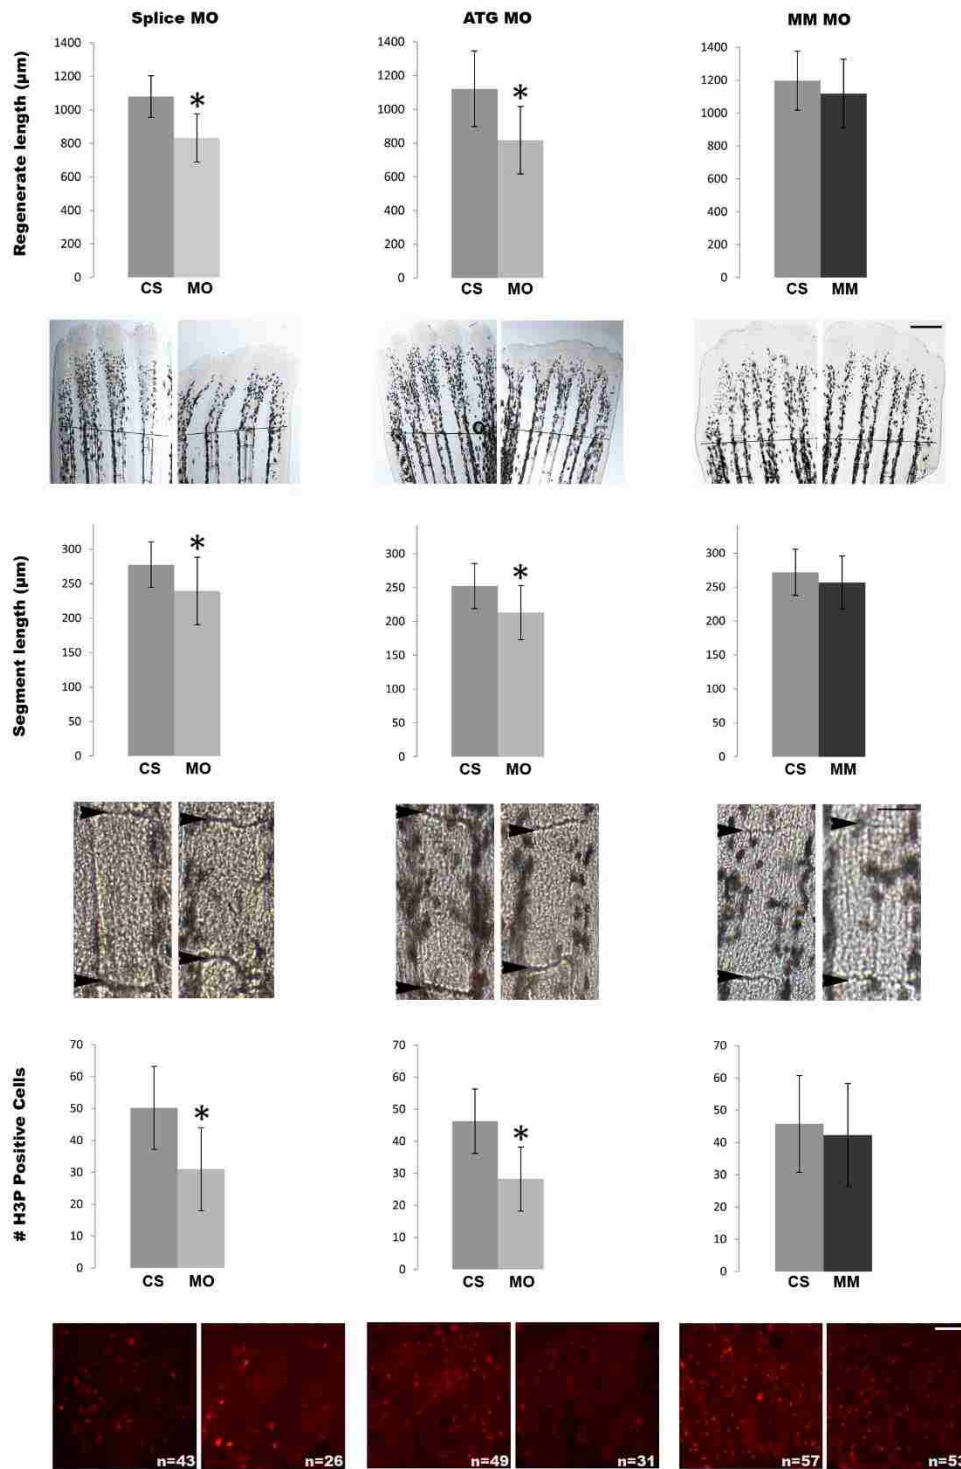 Splice MO ATG MO MM MO
Regenerate length (µm)
1400 1400 1400
1200 1200 1200
1000 1000 1000
800 800 800
600 600 600
400 400 400
200 200 200
0 0 0
* *
CS MO CS MO CS MM
Segment length (µm)
300 300 300
250 250 250
200 200 200
150 150 150
100 100 100
50 50 50
0 0 0
* *
CS MO CS MO CS MM
# H3P Positive Cells
70 70 70
60 60 60
50 50 50
40 40 40
30 30 30
20 20 20
10 10 10
0 0 0
* *
CS MO CS MO CS MM
n=43 n=26 n=49 n=31 n=57 n=53